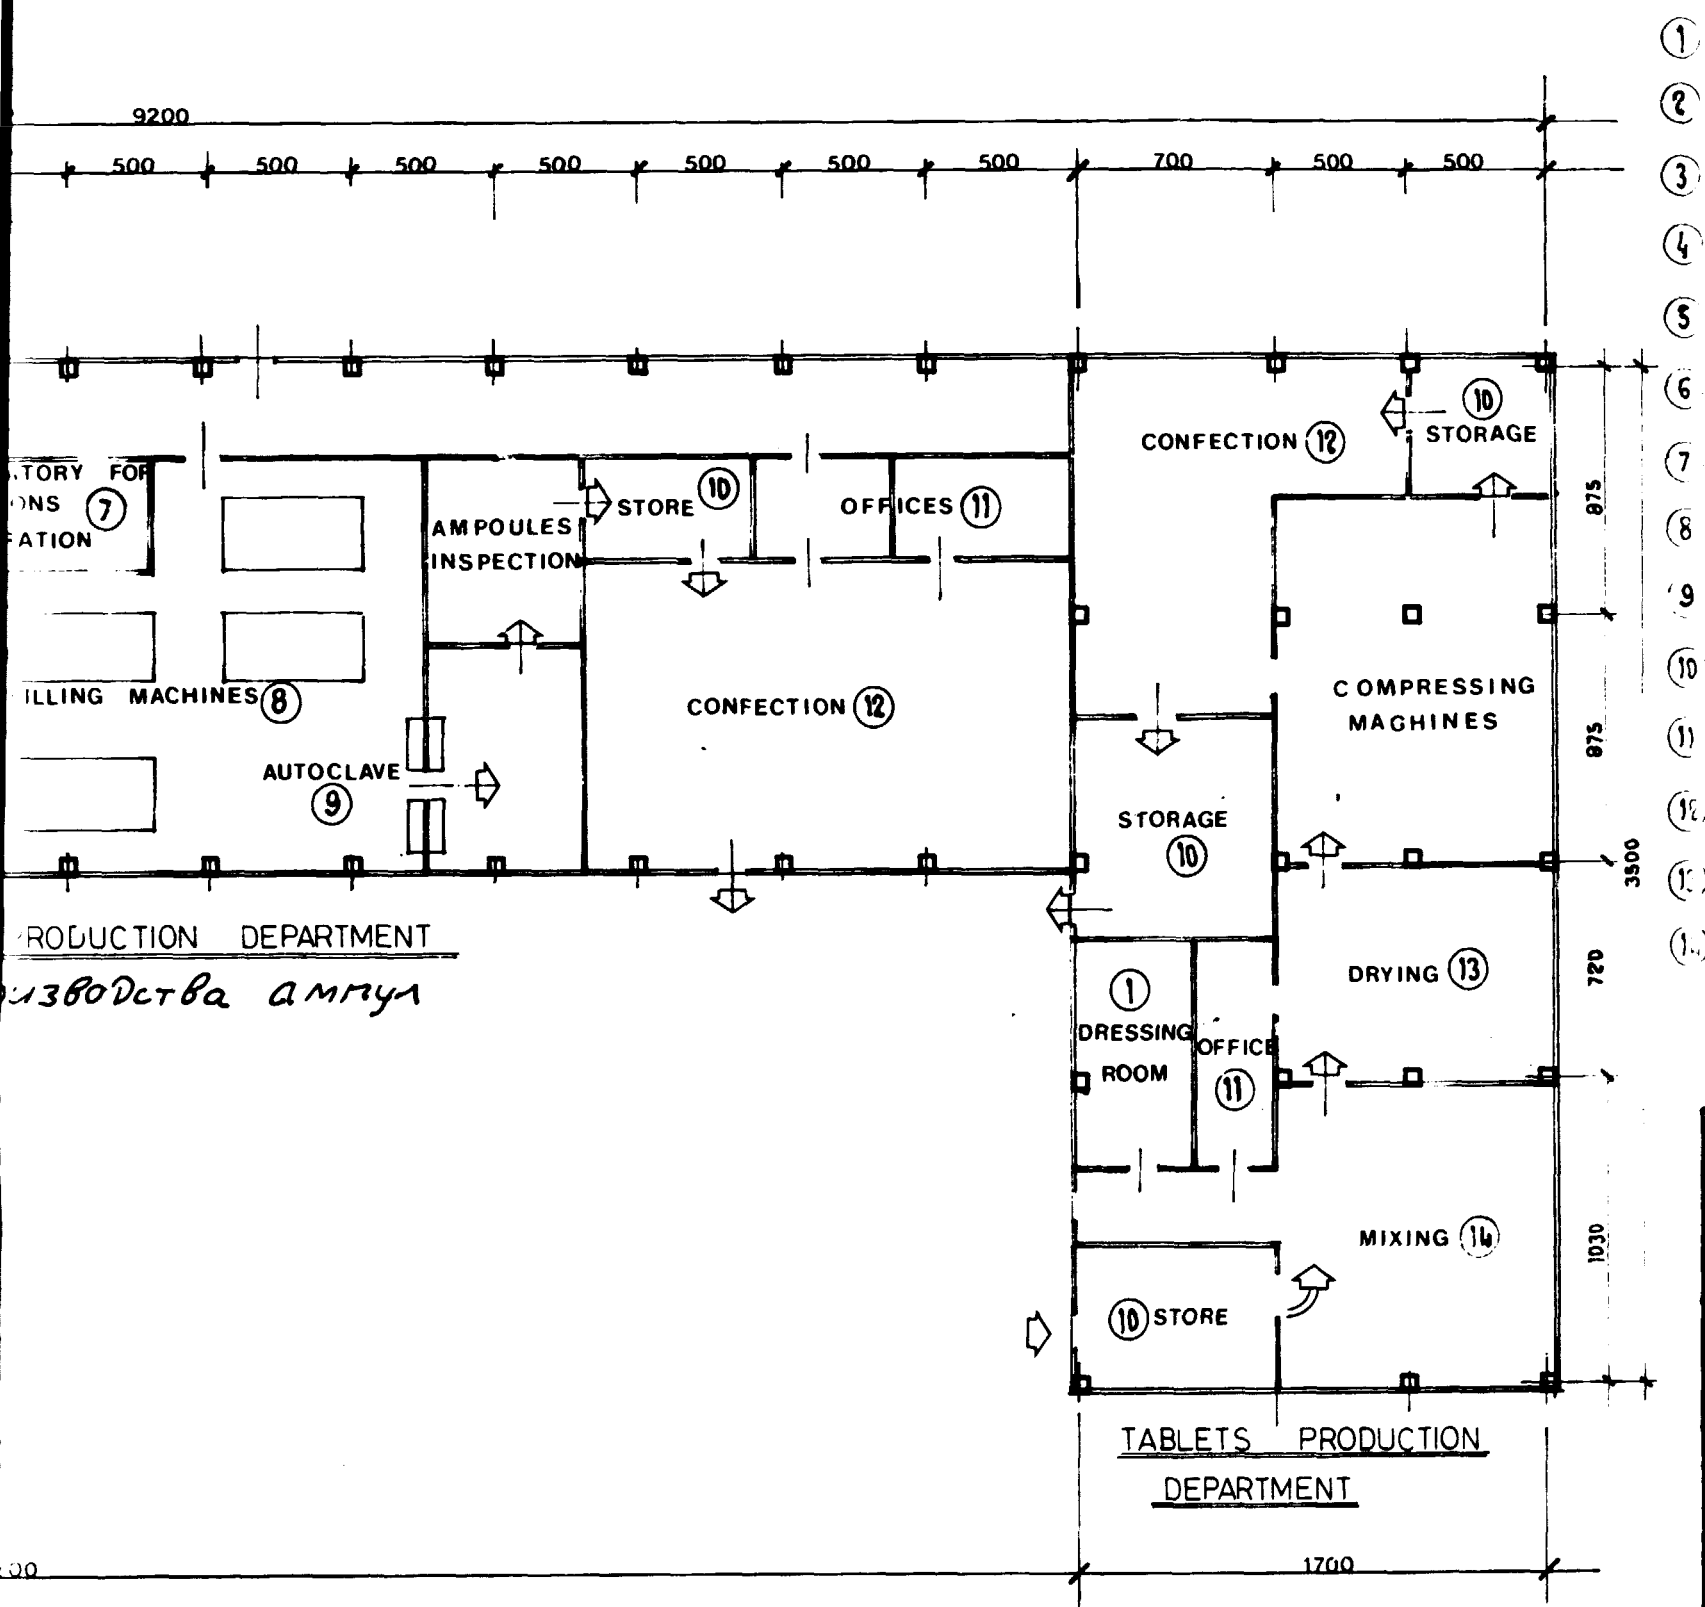 9200
500 500 500 500 500 500 500 700 500 500
1
2
3
4
5
6
7
8
9
10
11
12
13
875
875
3500
720
1030
10
STORAGE
CONFECTION 12
FOR
7
STORE 10
OFFICES 11
AMPOULES
INSPECTION
COMPRESSING
MACHINES
MACHINES 8
CONFECTION 12
AUTOCLAVE
9
STORAGE
10
DEPARTMENT
ампул
DRYING 13
1
DRESSING
ROOM
OFFICE
11
MIXING 14
10 STORE
TABLETS PRODUCTION
DEPARTMENT
1700